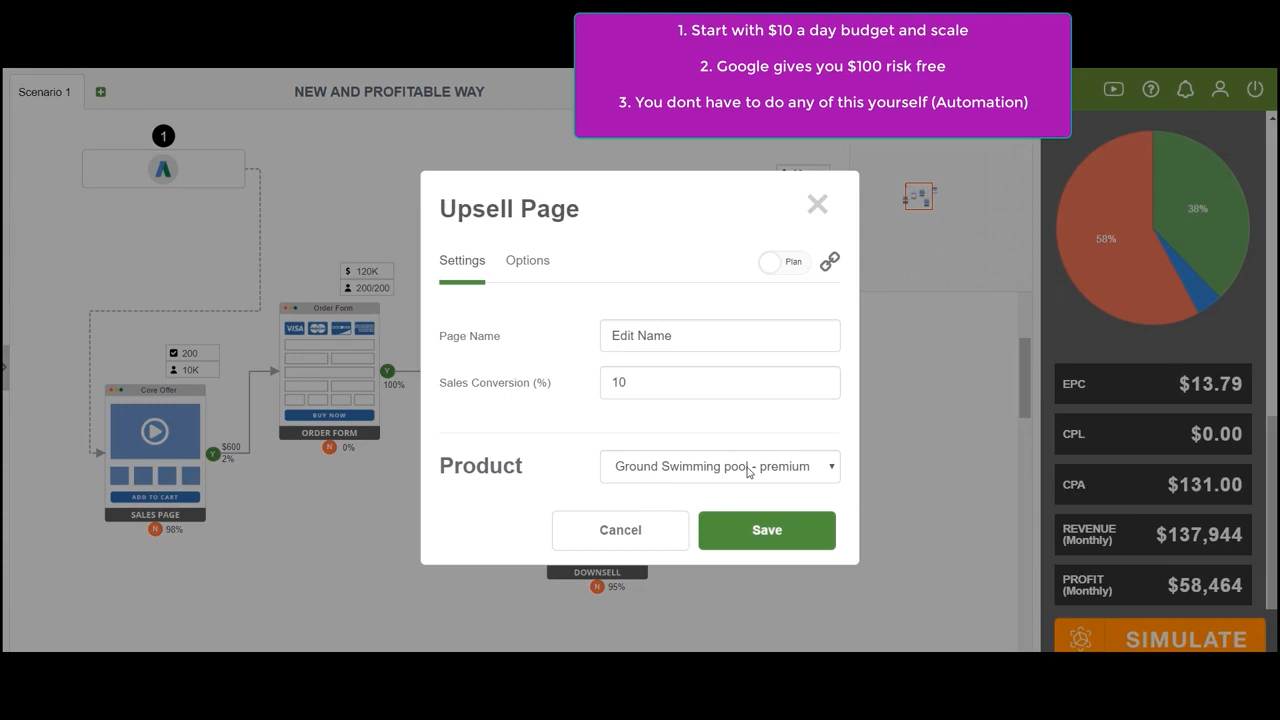 1. Start with $10 a day budget and scale
2. Google gives you $100 risk free
3. You dont have to do any of this yourself (Automation)
Scenario 1
NEW AND PROFITABLE WAY
1
Upsell Page
Settings
Options
Plan
Page Name
Edit Name
Sales Conversion (%)
10
Product
Ground Swimming pool - premium
Cancel
Save
$ 120K
200/200
Order Form
VISA
BUY NOW
ORDER FORM
Y
100%
N
0%
200
10K
Core Offer
ADD TO CART
SALES PAGE
Y
$600
2%
N
98%
DOWNSELL
N
95%
38%
58%
EPC
$13.79
CPL
$0.00
CPA
$131.00
REVENUE
(Monthly)
$137,944
PROFIT
(Monthly)
$58,464
SIMULATE